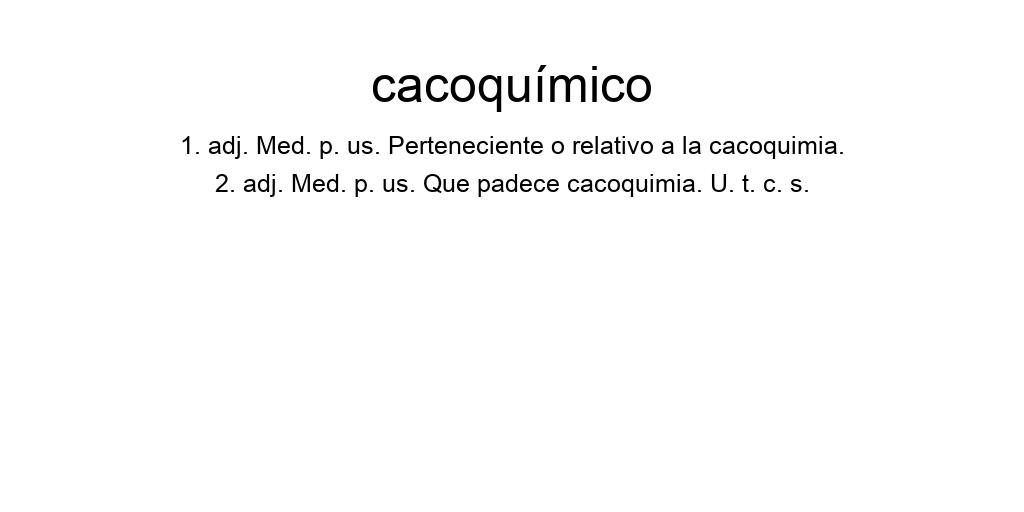 cacoquímico
1. adj. Med. p. us. Perteneciente o relativo a la cacoquimia.
2. adj. Med. p. us. Que padece cacoquimia. U. t. c. s.